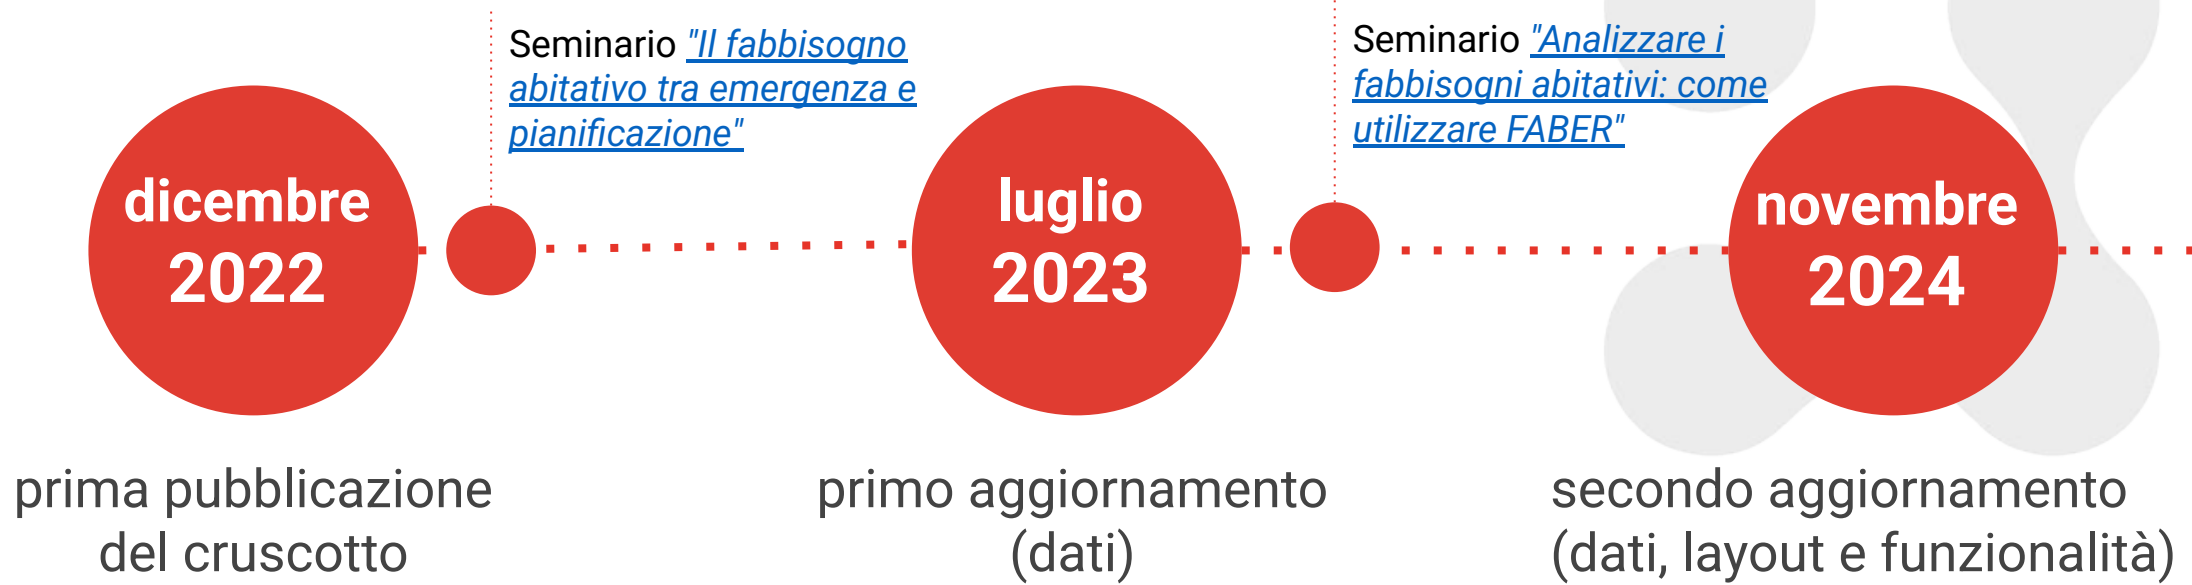 Seminario "Il fabbisogno
abitativo tra emergenza e
pianificazione"
Seminario "Analizzare i
fabbisogni abitativi: come
utilizzare FABER"
dicembre
2022
luglio
2023
novembre
2024
prima pubblicazione
del cruscotto
primo aggiornamento
(dati)
secondo aggiornamento
(dati, layout e funzionalità)